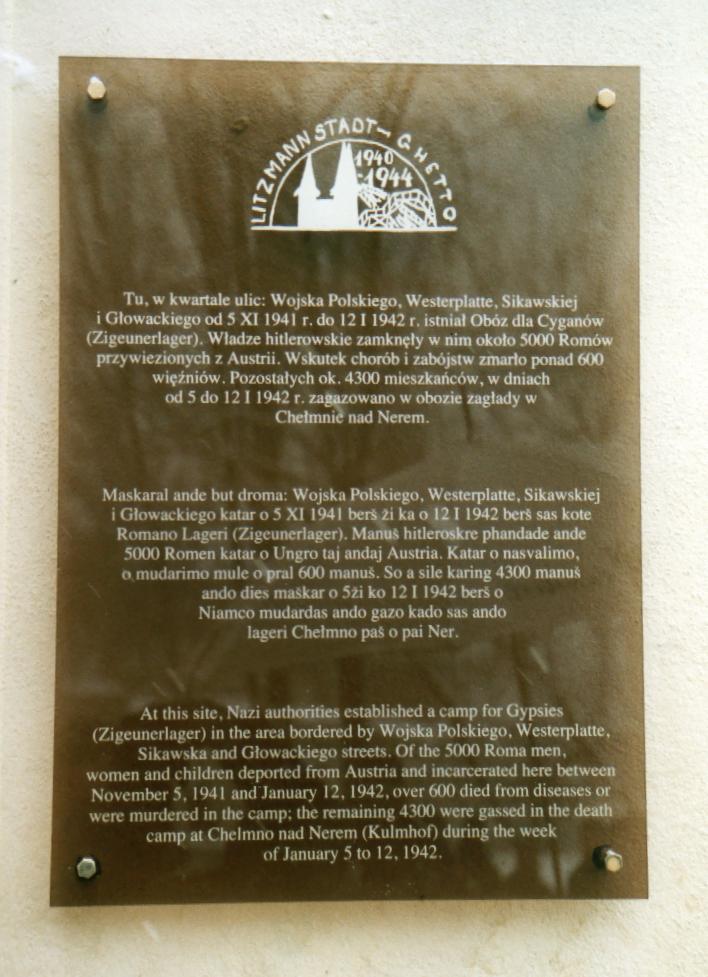 LITZMANNSTADT-GHETTO
1940
-1944
Tu, w kwartale ulic: Wojska Polskiego, Westerplatte, Sikawskiej
i Głowackiego od 5 XI 1941 r. do 12 I 1942 r. istniał Obóz dla Cyganów
(Zigeunerlager). Władze hitlerowskie zamknęły w nim około 5000 Romów
przywiezionych z Austrii. Wskutek chorób i zabójstw zmarło ponad 600
więźniów. Pozostałych ok. 4300 mieszkańców, w dniach
od 5 do 12 I 1942 r. zagazowano w obozie zagłady w
Chełmnie nad Nerem.
Maskaral ande but droma: Wojska Polskiego, Westerplatte, Sikawskiej
i Głowackiego katar o 5 XI 1941 berš ži ka o 12 I 1942 berš sas kote
Romano Lageri (Zigeunerlager). Manuš hitleroskre phandade ande
5000 Romen katar o Ungro taj andaj Austria. Katar o nasvalimo,
o mudarimo mule o pral 600 manuš. So a sile karing 4300 manuš
ando dies maškar o 5ži ko 12 I 1942 berš o
Niamco mudardas ando gazo kado sas ando
lageri Chełmno paš o pai Ner.
At this site, Nazi authorities established a camp for Gypsies
(Zigeunerlager) in the area bordered by Wojska Polskiego, Westerplatte,
Sikawska and Głowackiego streets. Of the 5000 Roma men,
women and children deported from Austria and incarcerated here between
November 5, 1941 and January 12, 1942, over 600 died from diseases or
were murdered in the camp; the remaining 4300 were gassed in the death
camp at Chelmno nad Nerem (Kulmhof) during the week
of January 5 to 12, 1942.